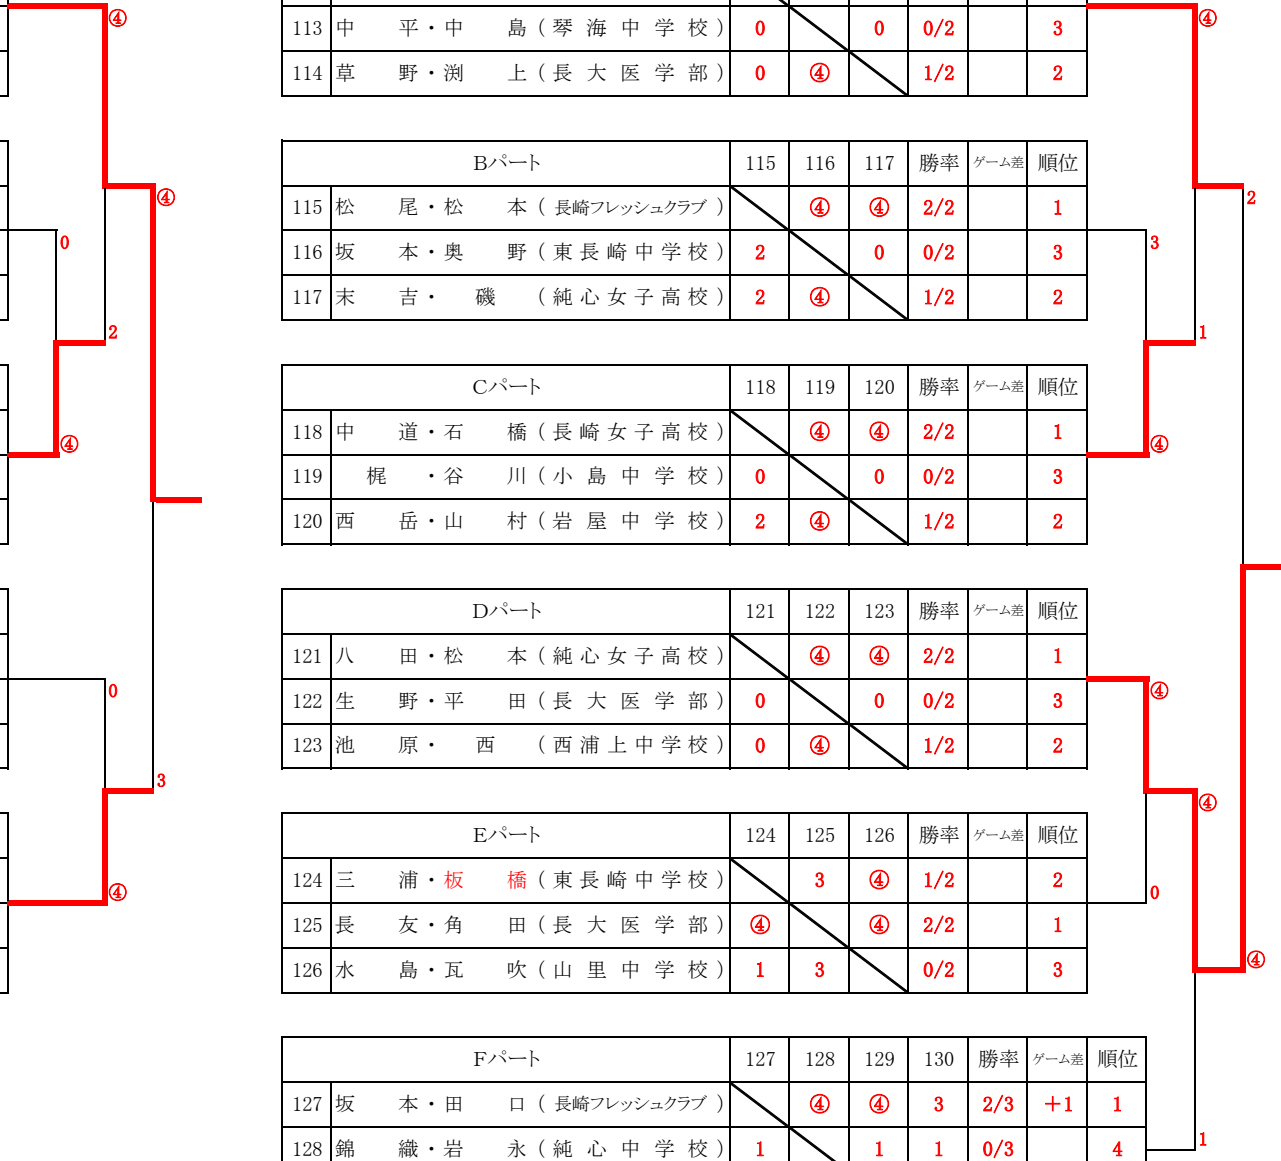 ④
④
113 中 平・中 島 ( 琴 海 中 学 校 ) 0 0 0/2 3
114 草 野・渕 上 ( 長 大 医 学 部 ) 0 ④ 1/2 2
Bパート 115 116 117 勝率 ゲーム差 順位
④
2
115 松 尾・松 本 ( 長崎フレッシュクラブ ) ④ ④ 2/2 1
0
3
116 坂 本・奥 野 ( 東 長 崎 中 学 校 ) 2 0 0/2 3
117 末 吉・ 磯 ( 純 心 女 子 高 校 ) 2 ④ 1/2 2
2
1
Cパート 118 119 120 勝率 ゲーム差 順位
118 中 道・石 橋 ( 長 崎 女 子 高 校 ) ④ ④ 2/2 1
④
④
119 梶 ・谷 川 ( 小 島 中 学 校 ) 0 0 0/2 3
120 西 岳・山 村 ( 岩 屋 中 学 校 ) 2 ④ 1/2 2
Dパート 121 122 123 勝率 ゲーム差 順位
121 八 田・松 本 ( 純 心 女 子 高 校 ) ④ ④ 2/2 1
0
④
122 生 野・平 田 ( 長 大 医 学 部 ) 0 0 0/2 3
123 池 原・ 西 ( 西 浦 上 中 学 校 ) 0 ④ 1/2 2
3
④
Eパート 124 125 126 勝率 ゲーム差 順位
124 三 浦・板 橋 ( 東 長 崎 中 学 校 ) 3 ④ 1/2 2
④
0
125 長 友・角 田 ( 長 大 医 学 部 ) ④ ④ 2/2 1
126 水 島・瓦 吹 ( 山 里 中 学 校 ) 1 3 0/2 3
④
Fパート 127 128 129 130 勝率 ゲーム差 順位
127 坂 本・田 口 ( 長崎フレッシュクラブ ) ④ ④ 3 2/3 +1 1
128 錦 織・岩 永 ( 純 心 中 学 校 ) 1 1 1 0/3 4
1